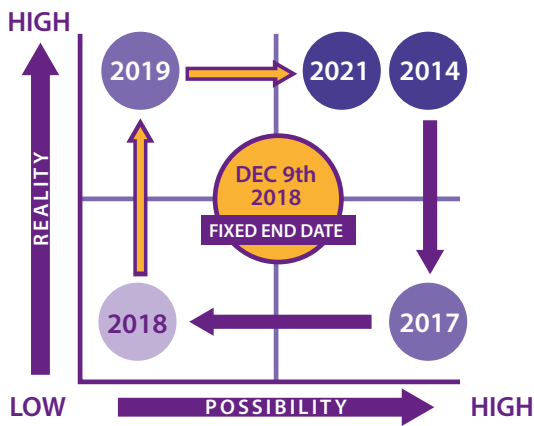 HIGH
2019
2021
2014
DEC 9th
2018
FIXED END DATE
REALITY
2018
2017
LOW
POSSIBILITY
HIGH